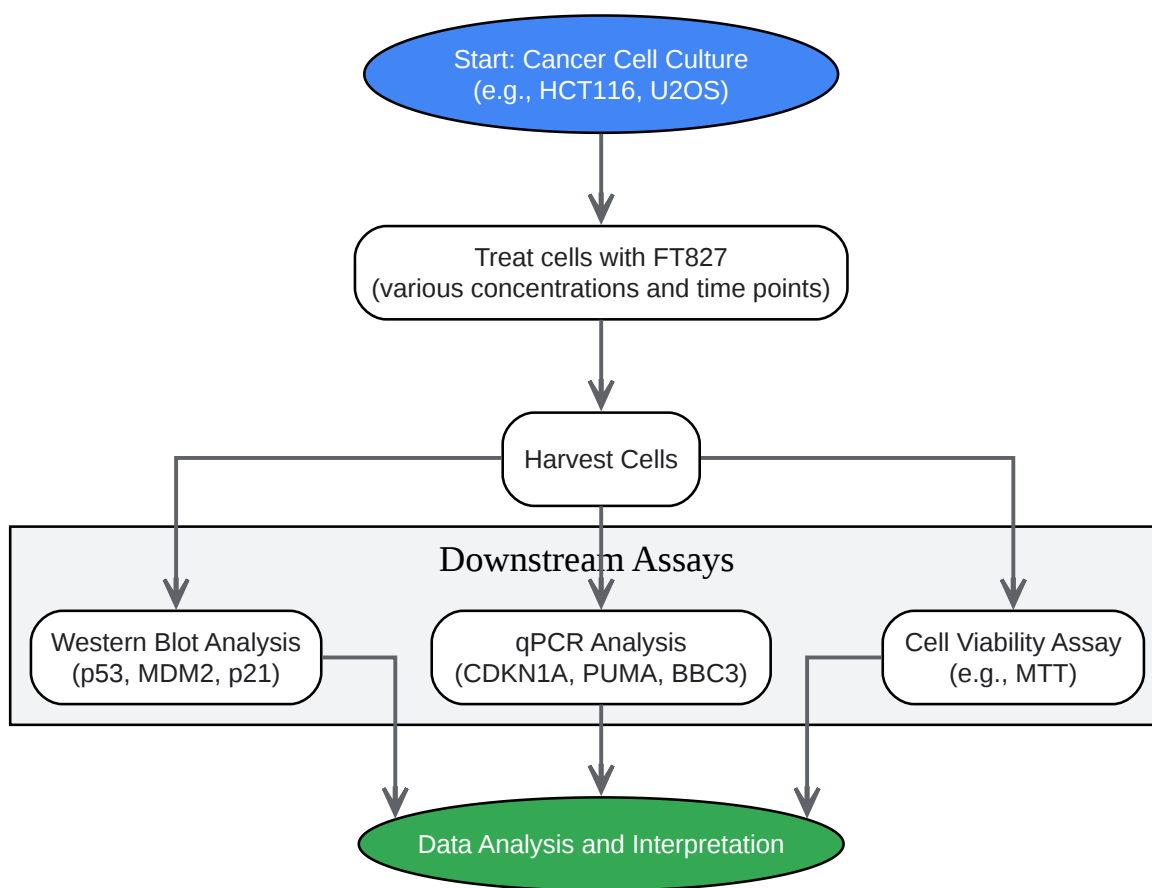 Start: Cancer Cell Culture
(e.g., HCT116, U2OS)
Treat cells with FT827
(various concentrations and time points)
Harvest Cells
Downstream Assays
Western Blot Analysis
(p53, MDM2, p21)
qPCR Analysis
(CDKN1A, PUMA, BBC3)
Cell Viability Assay
(e.g., MTT)
Data Analysis and Interpretation